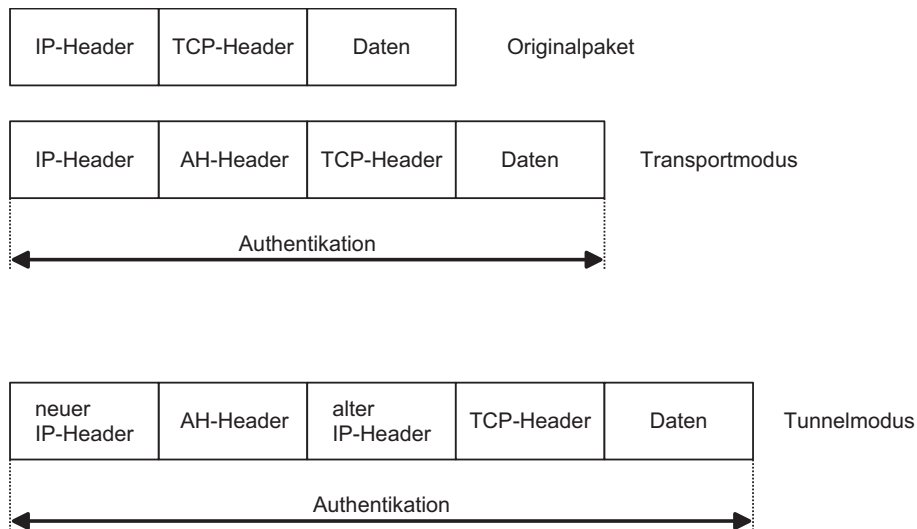 IP-Header TCP-Header Daten Originalpaket
IP-Header AH-Header TCP-Header Daten Transportmodus
Authentikation
neuer
IP-Header AH-Header alter
IP-Header TCP-Header Daten Tunnelmodus
Authentikation